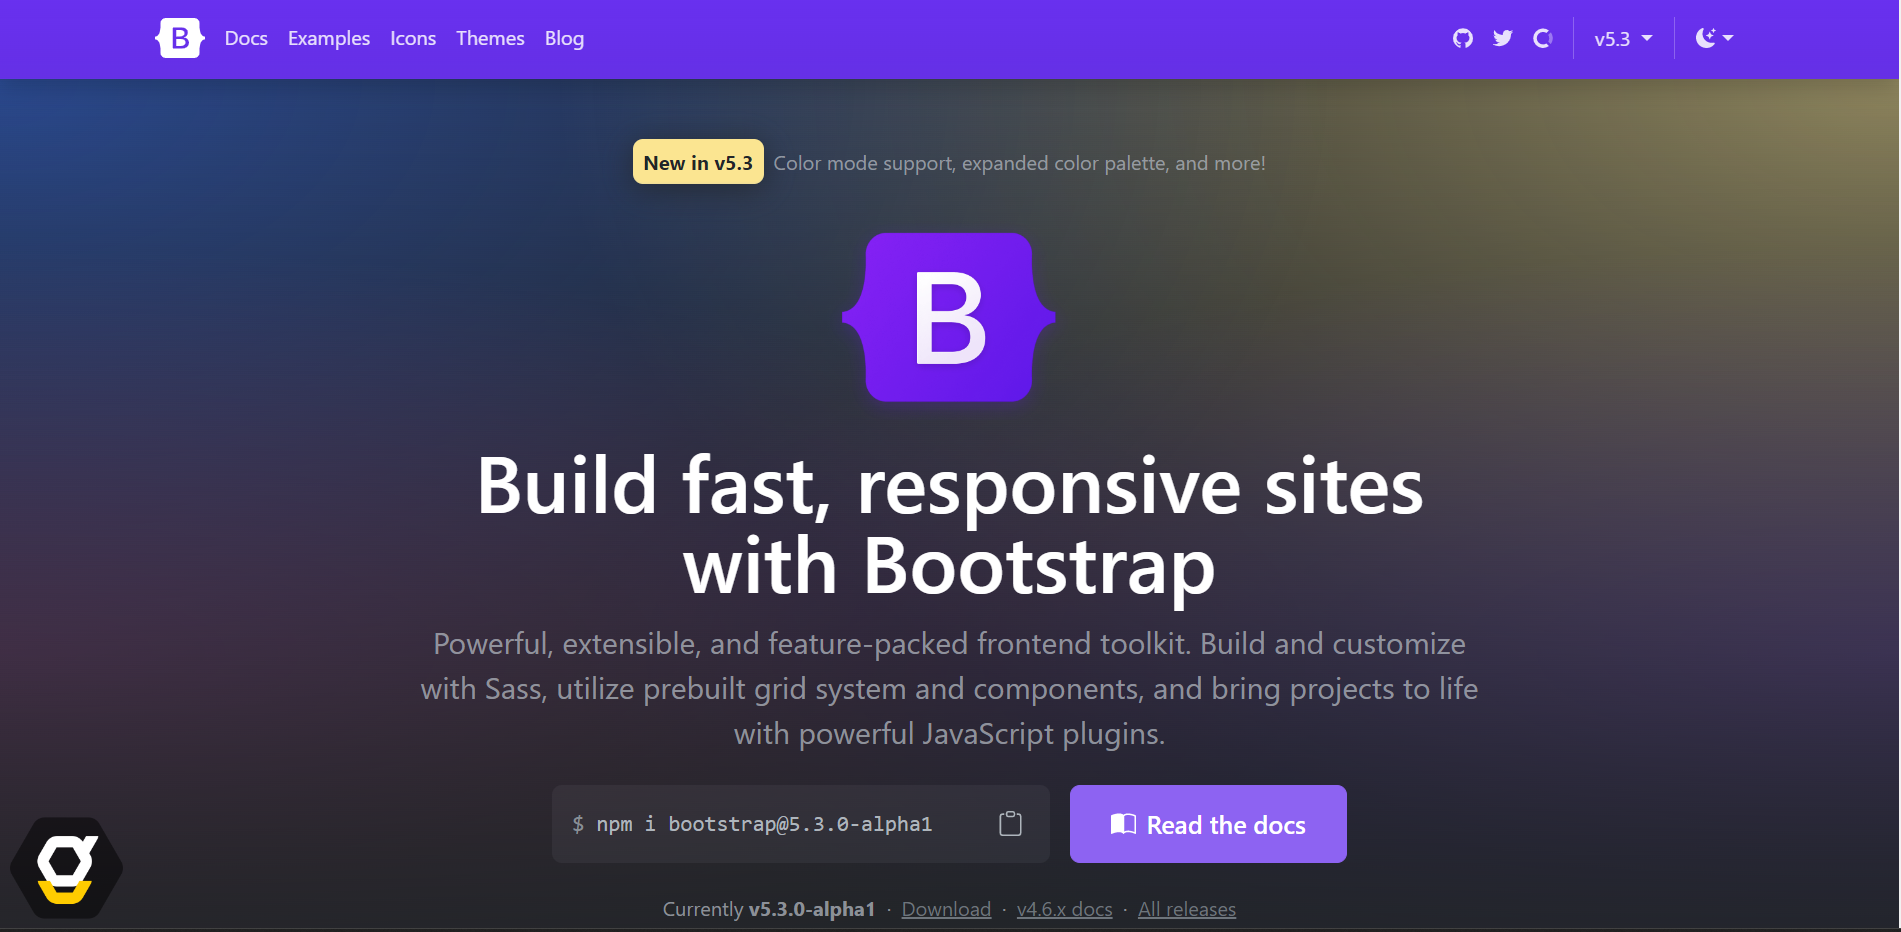 B Docs Examples Icons Themes Blog v5.3
New in v5.3 Color mode support, expanded color palette, and more!
B
Build fast, responsive sites
with Bootstrap
Powerful, extensible, and feature-packed frontend toolkit. Build and customize
with Sass, utilize prebuilt grid system and components, and bring projects to life
with powerful JavaScript plugins.
$ npm i bootstrap@5.3.0-alpha1 Read the docs
Currently v5.3.0-alpha1 · Download · v4.6.x docs · All releases